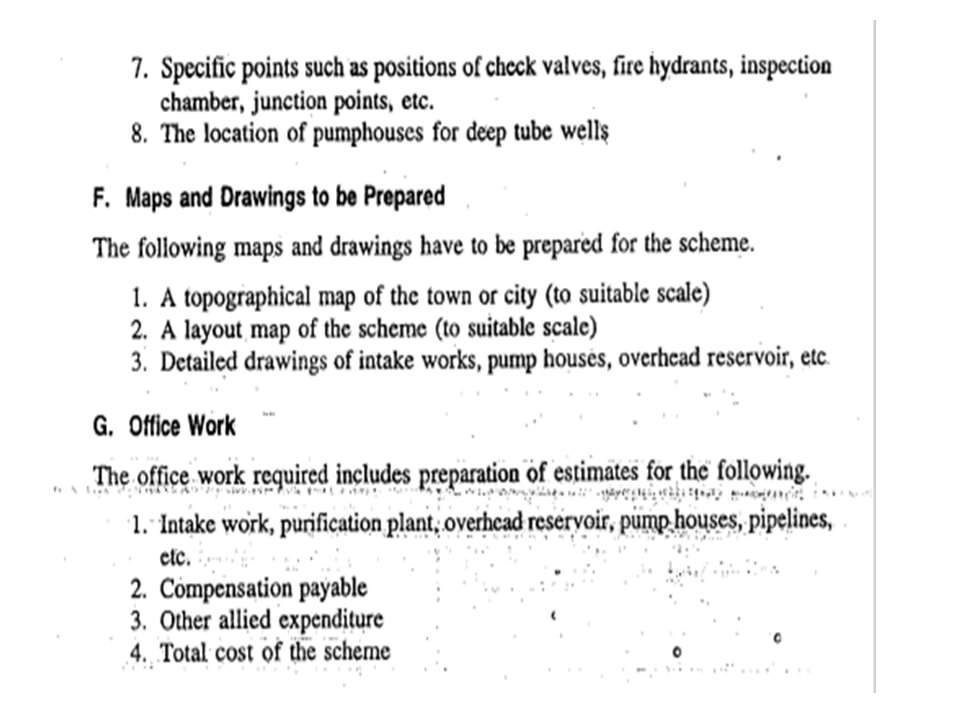 7. Specific points such as positions of check valves, fire hydrants, inspection
chamber, junction points, etc.
8. The location of pumphouses for deep tube wells
F. Maps and Drawings to be Prepared
The following maps and drawings have to be prepared for the scheme.
1. A topographical map of the town or city (to suitable scale)
2. A layout map of the scheme (to suitable scale)
3. Detailed drawings of intake works, pump houses, overhead reservoir, etc.
G. Office Work
The office work required includes preparation of estimates for the following.
1. Intake work, purification plant, overhead reservoir, pump houses, pipelines,
etc.
2. Compensation payable
3. Other allied expenditure
4. Total cost of the scheme